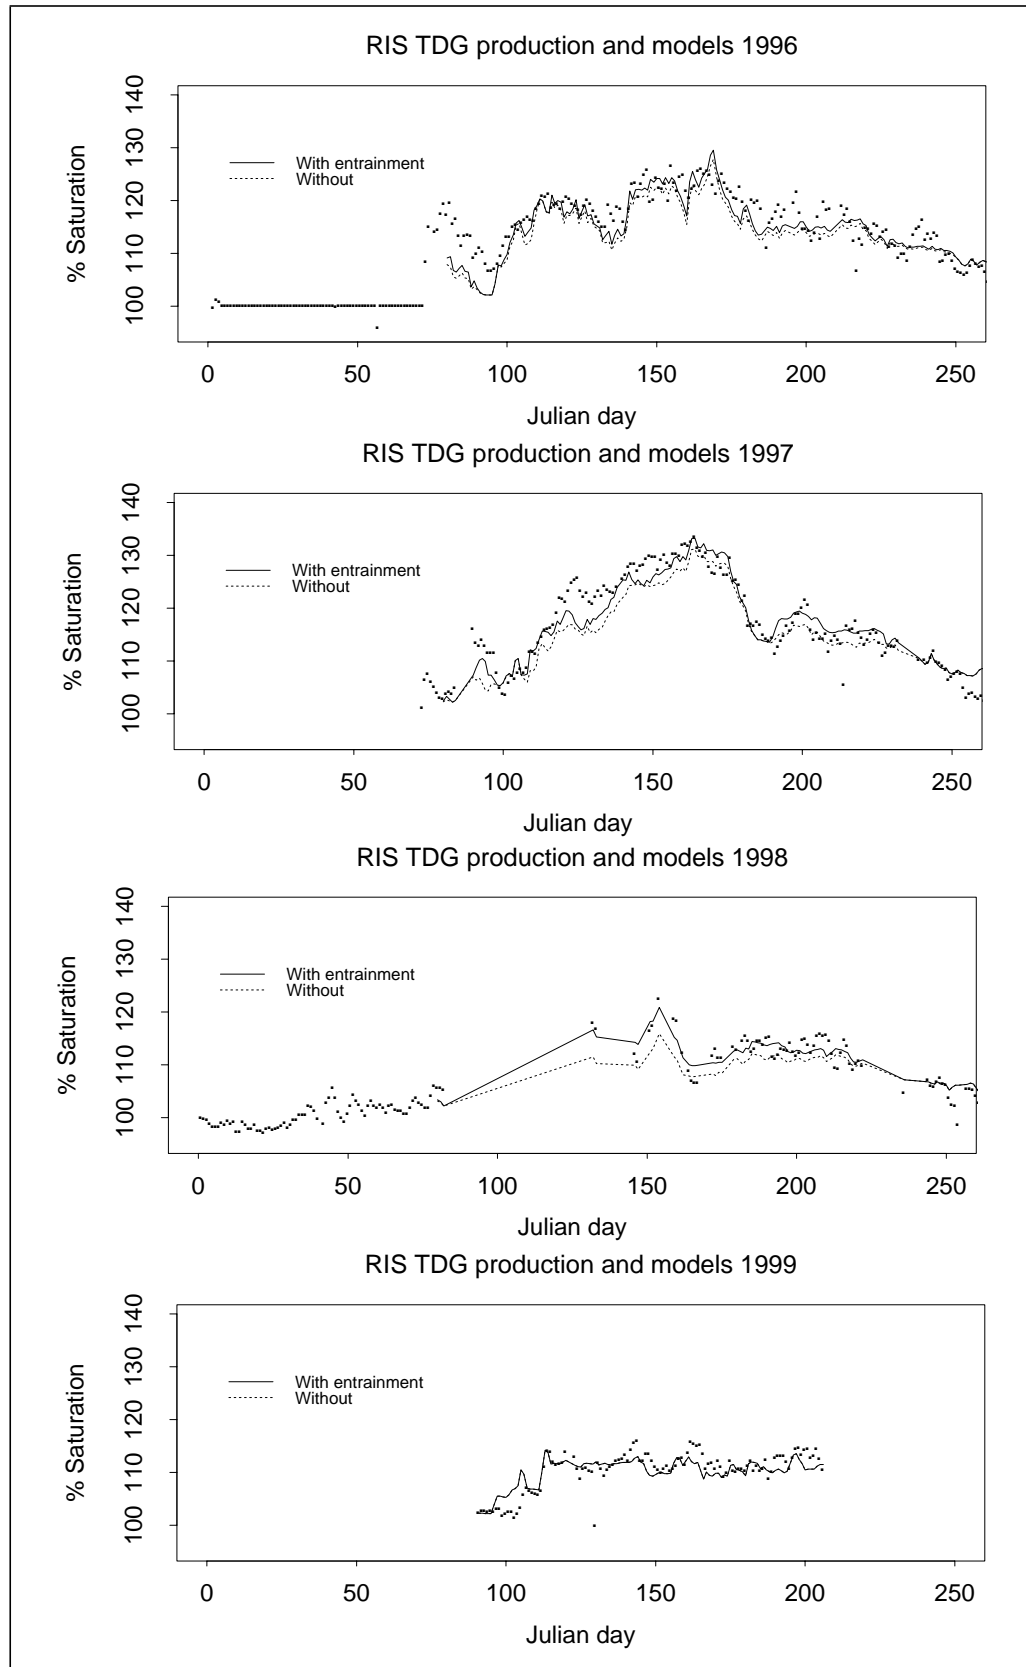 RIS TDG production and models 1996
% Saturation
140
130
120
110
100
With entrainment
Without
0 50 100 150 200 250
Julian day
RIS TDG production and models 1997
% Saturation
140
130
120
110
100
With entrainment
Without
0 50 100 150 200 250
Julian day
RIS TDG production and models 1998
% Saturation
140
130
120
110
100
With entrainment
Without
0 50 100 150 200 250
Julian day
RIS TDG production and models 1999
% Saturation
140
130
120
110
100
With entrainment
Without
0 50 100 150 200 250
Julian day